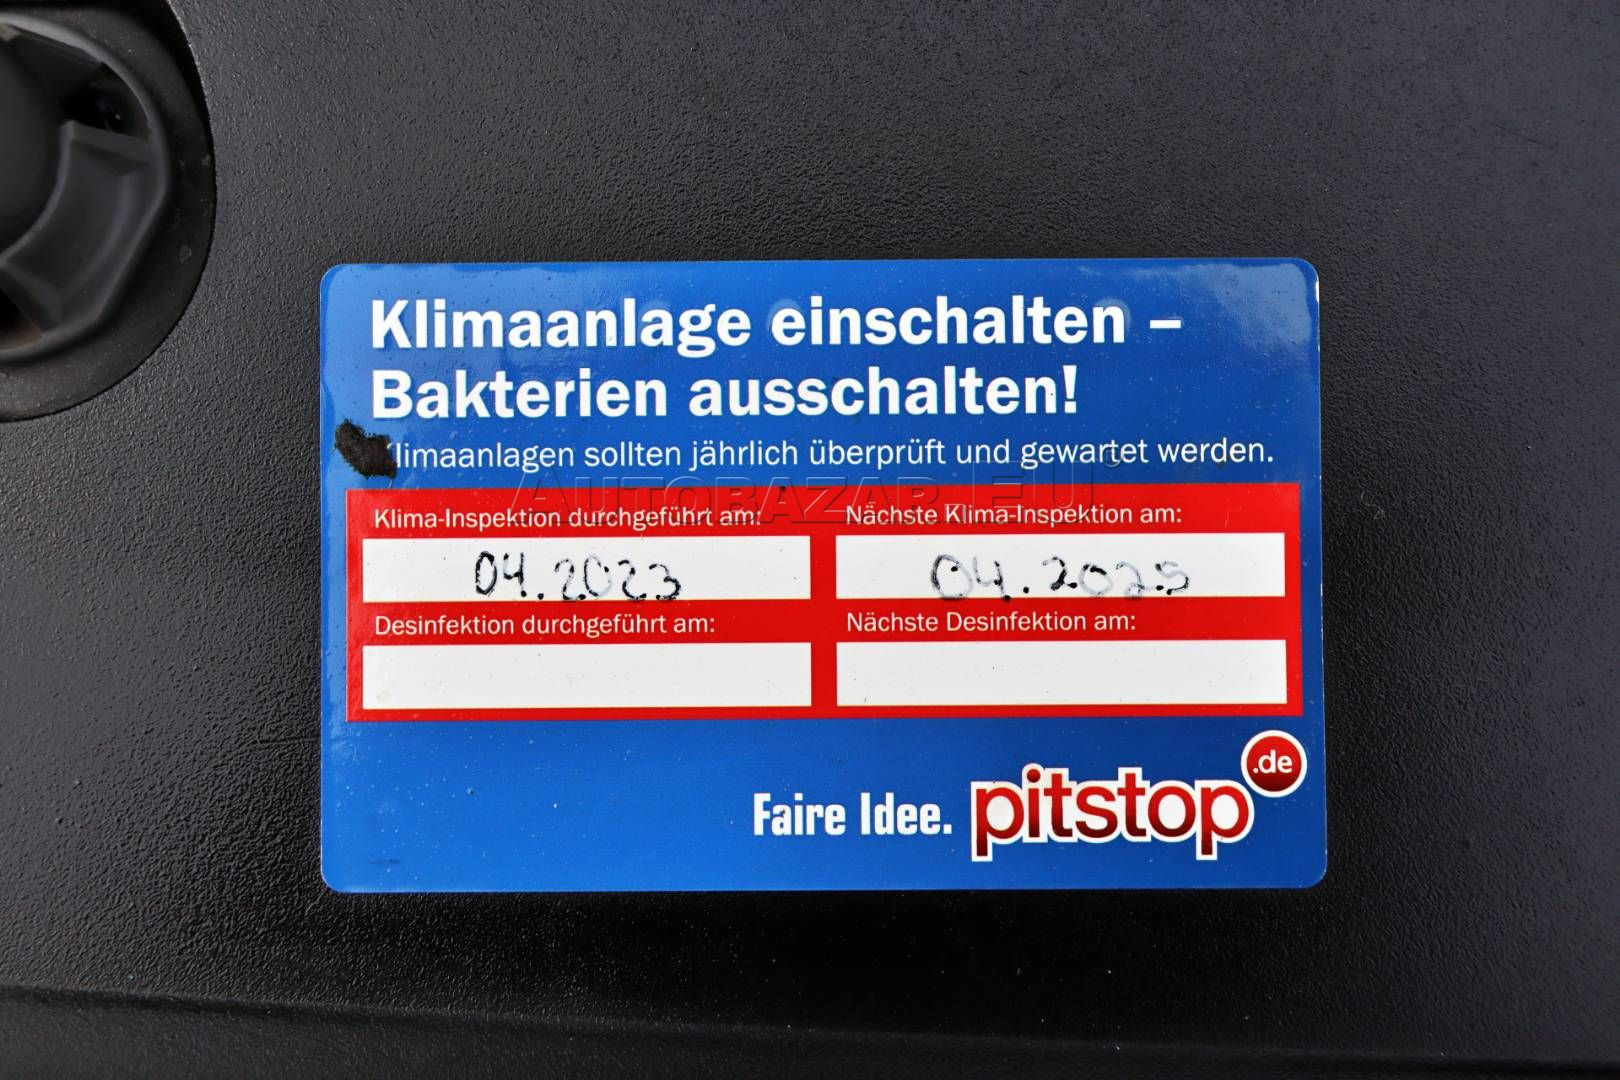 Klimaanlage einschalten –
Bakterien ausschalten!
Klimaanlagen sollten jährlich überprüft und gewartet werden.
AUTOBAZAR.EU
Klima-Inspektion durchgeführt am: Nächste Klima-Inspektion am:
04.2023 04.2025
Desinfektion durchgeführt am: Nächste Desinfektion am:
Faire Idee. pitstop .de